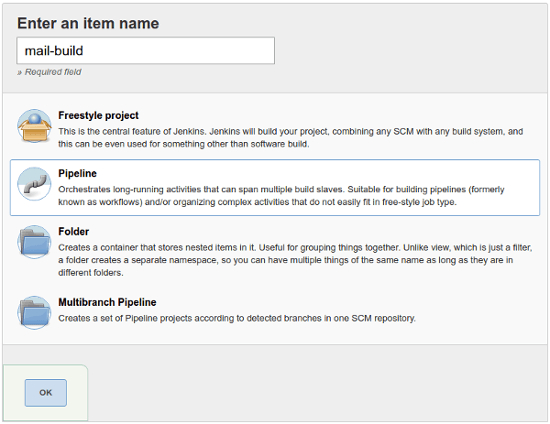 Enter an item name
mail-build
» Required field
Freestyle project
This is the central feature of Jenkins. Jenkins will build your project, combining any SCM with any build system, and
this can be even used for something other than software build.
Pipeline
Orchestrates long-running activities that can span multiple build slaves. Suitable for building pipelines (formerly
known as workflows) and/or organizing complex activities that do not easily fit in free-style job type.
Folder
Creates a container that stores nested items in it. Useful for grouping things together. Unlike view, which is just a filter,
a folder creates a separate namespace, so you can have multiple things of the same name as long as they are in
different folders.
Multibranch Pipeline
Creates a set of Pipeline projects according to detected branches in one SCM repository.
OK